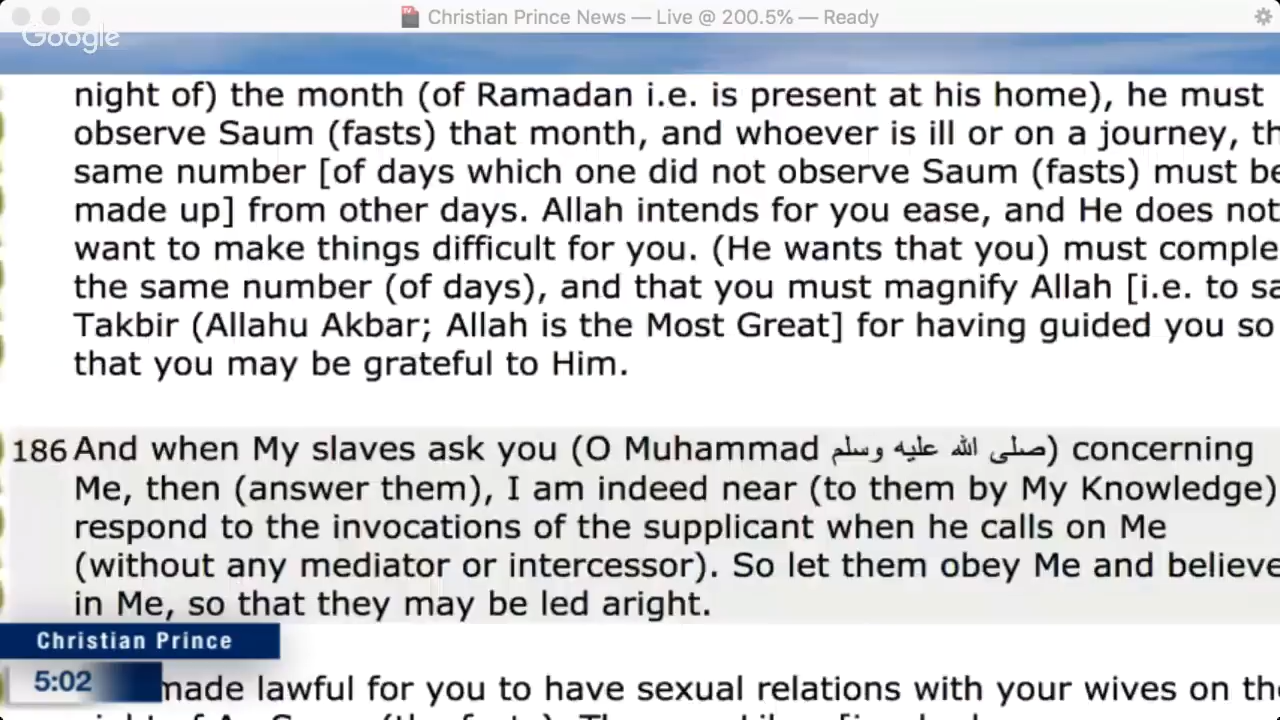 Christian Prince News — Live @ 200.5% — Ready
Google
night of) the month (of Ramadan i.e. is present at his home), he must
observe Saum (fasts) that month, and whoever is ill or on a journey,
same number [of days which one did not observe Saum (fasts) must
made up] from other days. Allah intends for you ease, and He does not
want to make things difficult for you. (He wants that you) must
the same number (of days), and that you must magnify Allah [i.e. to
Takbir (Allahu Akbar; Allah is the Most Great] for having guided you so
that you may be grateful to Him.
186 And when My slaves ask you (O Muhammad صلى الله عليه وسلم) concerning
Me, then (answer them), I am indeed near (to them by My Knowledge)
respond to the invocations of the supplicant when he calls on Me
(without any mediator or intercessor). So let them obey Me and believe
in Me, so that they may be led aright.
Christian Prince
5:02
made lawful for you to have sexual relations with your wives on